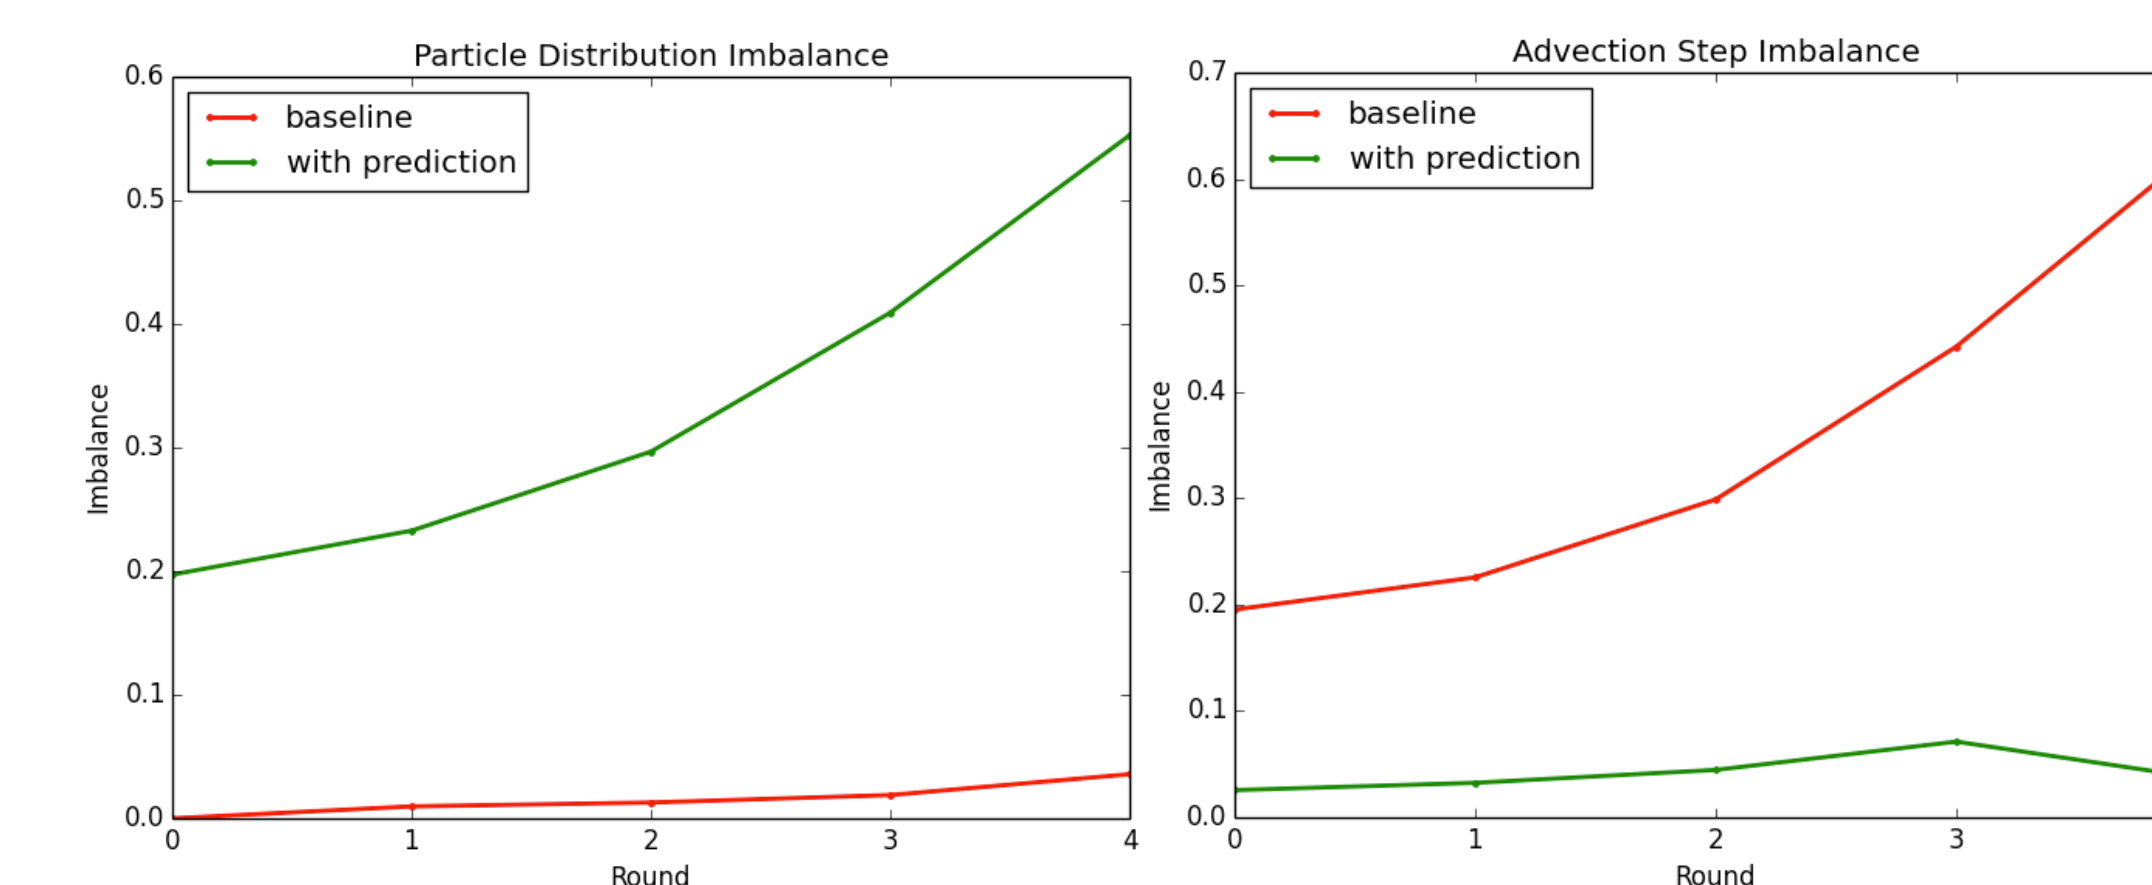 Particle Distribution Imbalance
baseline
with prediction
0.6
0.5
0.4
0.3
0.2
0.1
0.0
Imbalance
0 1 2 3 4
Round
Advection Step Imbalance
baseline
with prediction
0.7
0.6
0.5
0.4
0.3
0.2
0.1
0.0
Imbalance
0 1 2 3
Round